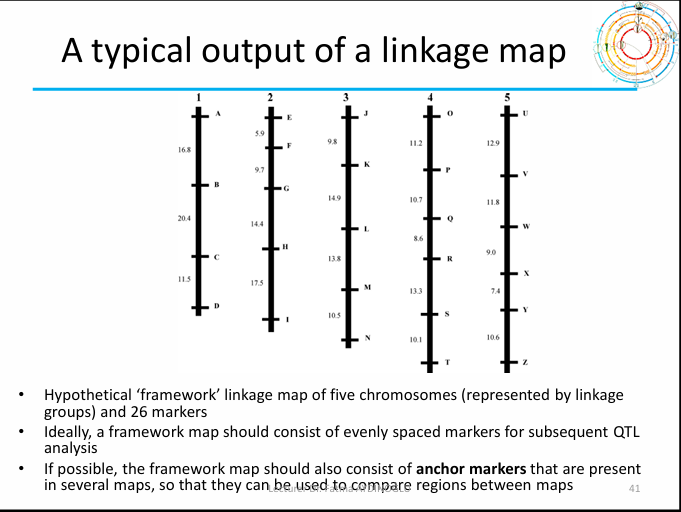 A typical output of a linkage map
1 2 3 4 5
A E J O U
5.9 F
9.8 11.2 12.9
16.8 9.7 K P V
B G
14.9 10.7 11.8
20.4 14.4 L Q W
H 8.6 9.0
C 13.8 R X
11.5 17.5 M 13.3 7.4
D I 10.5 S Y
N 10.1 10.6
T Z
• Hypothetical ‘framework’ linkage map of five chromosomes (represented by linkage
groups) and 26 markers
• Ideally, a framework map should consist of evenly spaced markers for subsequent QTL
analysis
• If possible, the framework map should also consist of anchor markers that are present
in several maps, so that they can be used to compare regions between maps
41